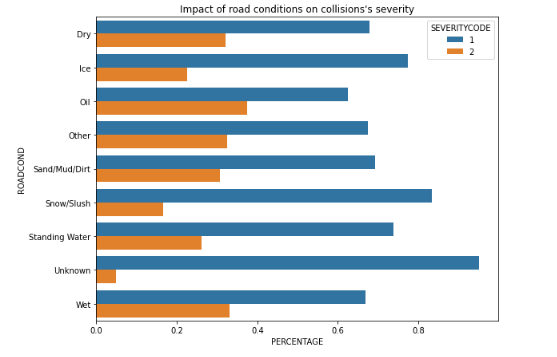 Impact of road conditions on collisions's severity
SEVERITYCODE
1
2
ROADCOND
Dry
Ice
Oil
Other
Sand/Mud/Dirt
Snow/Slush
Standing Water
Unknown
Wet
0.0 0.2 0.4 0.6 0.8
PERCENTAGE